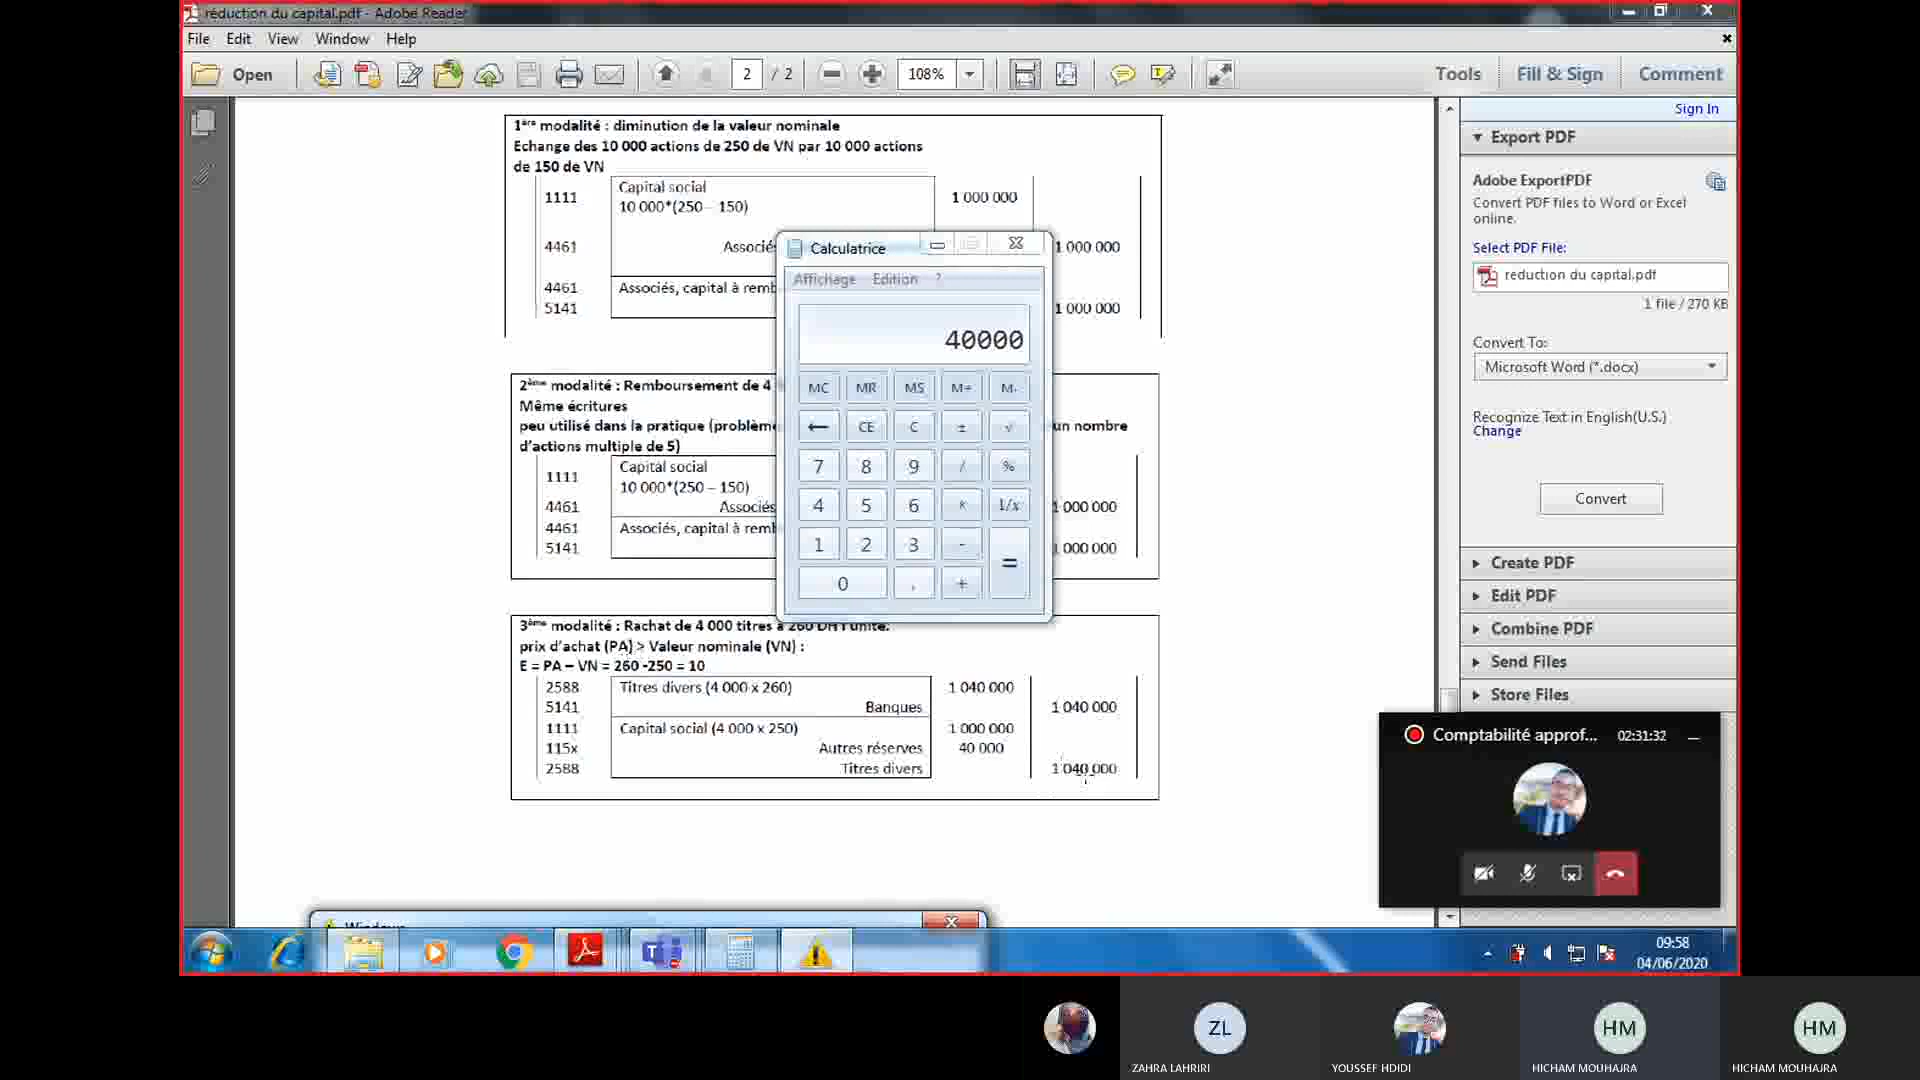 réduction du capital.pdf - Adobe Reader
File Edit View Window Help
Open 2 / 2 108% Tools Fill & Sign Comment
Sign In
1ère modalité : diminution de la valeur nominale
Echange des 10 000 actions de 250 de VN par 10 000 actions
de 150 de VN
1111 Capital social 1 000 000
10 000*(250 – 150)
4461 Associés 1 000 000
4461 Associés, capital à remb
5141 1 000 000
2ème modalité : Remboursement de 4
Même écritures
peu utilisé dans la pratique (problème un nombre
d'actions multiple de 5)
1111 Capital social
10 000*(250 – 150)
4461 Associés 1 000 000
4461 Associés, capital à remb
5141 1 000 000
3ème modalité : Rachat de 4 000 titres à 260 DH l'unité.
prix d'achat (PA) > Valeur nominale (VN) :
E = PA – VN = 260 -250 = 10
2588 Titres divers (4 000 x 260) 1 040 000
5141 Banques 1 040 000
1111 Capital social (4 000 x 250) 1 000 000
115x Autres réserves 40 000
2588 Titres divers 1 040 000
Calculatrice
Affichage Edition ?
40000
MC MR MS M+ M-
← CE C ± √
7 8 9 / %
4 5 6 * 1/x
1 2 3 - =
0 , +
Export PDF
Adobe ExportPDF
Convert PDF files to Word or Excel
online.
Select PDF File:
réduction du capital.pdf
1 file / 270 KB
Convert To:
Microsoft Word (*.docx)
Recognize Text in English(U.S.)
Change
Convert
Create PDF
Edit PDF
Combine PDF
Send Files
Store Files
Comptabilité approf... 02:31:32
Windows
09:58
04/06/2020
ZL
HM
HM
ZAHRA LAHRIRI
YOUSSEF HDIDI
HICHAM MOUHAJRA
HICHAM MOUHAJRA